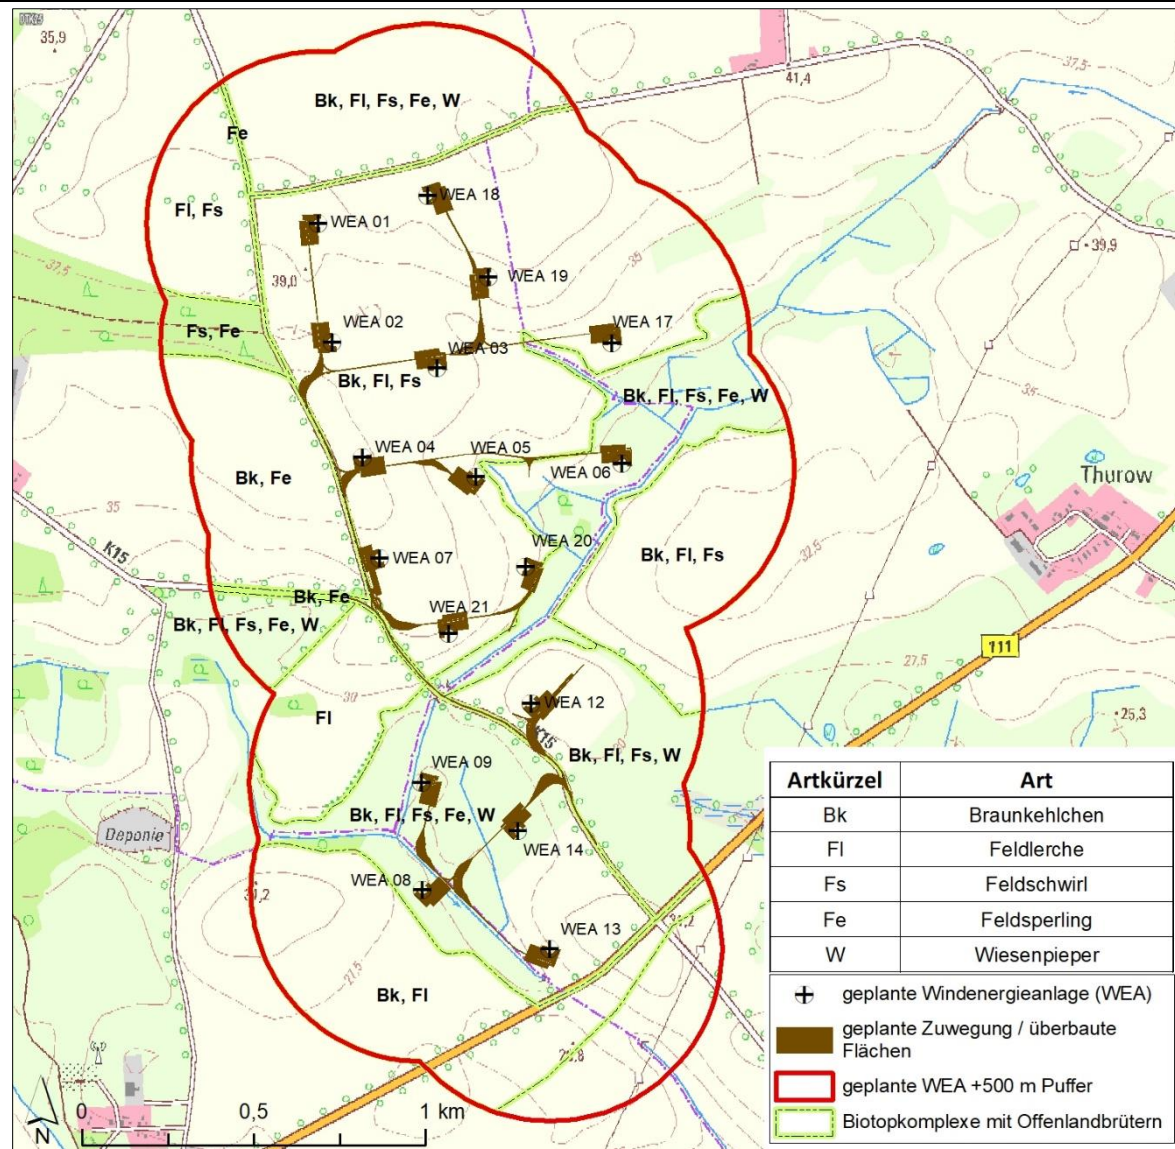 DTK25
35,9
41,4
37,5
Bk, Fl, Fs, Fe, W
Fe
Fl, Fs
WEA 18
WEA 01
39,9
35
37,5
39,0
WEA 19
Fs, Fe
WEA 02
WEA 17
WEA 03
Bk, Fl, Fs
Bk, Fl, Fs, Fe, W
35
WEA 04
WEA 05
WEA 06
Bk, Fe
Thurow
35
K15
WEA 07
WEA 20
Bk, Fl, Fs
32,5
Bk, Fe
WEA 21
Bk, Fl, Fs, Fe, W
111
27,5
30
Fl
WEA 12
25,3
K15
Bk, Fl, Fs, W
WEA 09
Deponie
Bk, Fl, Fs, Fe, W
WEA 14
WEA 08
31,2
WEA 13
27,5
Bk, Fl
Artkürzel Art
Bk Braunkehlchen
Fl Feldlerche
Fs Feldschwirl
Fe Feldsperling
W Wiesenpieper
geplante Windenergieanlage (WEA)
geplante Zuwegung / überbaute
Flächen
geplante WEA +500 m Puffer
Biotopkomplexe mit Offenlandbrütern
N
0 0,5 1 km